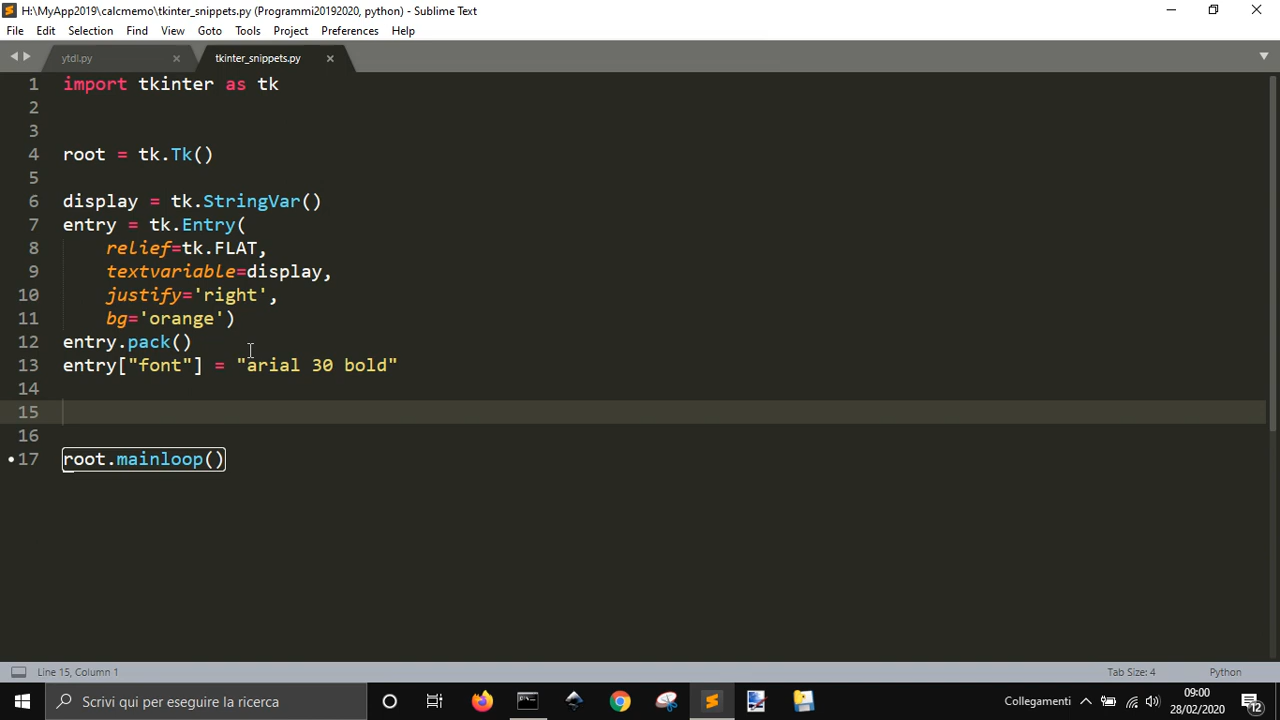 H:\MyApp2019\calcmemo\tkinter_snippets.py (Programmi20192020, python) - Sublime Text
File Edit Selection Find View Goto Tools Project Preferences Help
ytdl.py × tkinter_snippets.py ×
1 import tkinter as tk
2
3
4 root = tk.Tk()
5
6 display = tk.StringVar()
7 entry = tk.Entry(
8     relief=tk.FLAT,
9     textvariable=display,
10     justify='right',
11     bg='orange')
12 entry.pack()
13 entry["font"] = "arial 30 bold"
14
15
16
17 root.mainloop()
Line 15, Column 1 Tab Size: 4 Python
Scrivi qui per eseguire la ricerca Collegamenti 09:00
28/02/2020 12